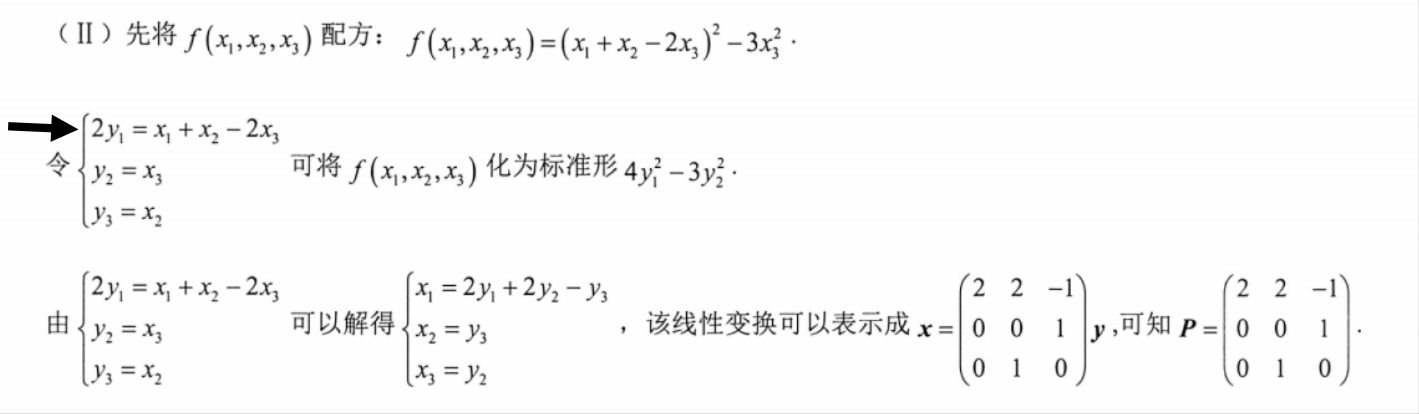 （Ⅱ）先将 f(x₁,x₂,x₃) 配方： f(x₁,x₂,x₃)=(x₁+x₂−2x₃)²−3x₃² .
令 {2y₁=x₁+x₂−2x₃
y₂=x₃
y₃=x₂ 可将 f(x₁,x₂,x₃) 化为标准形 4y₁²−3y₂² .
由 {2y₁=x₁+x₂−2x₃
y₂=x₃
y₃=x₂ 可以解得 {x₁=2y₁+2y₂−y₃
x₂=y₃
x₃=y₂ ，该线性变换可以表示成 x=(2 2 −1
0 0 1
0 1 0) y ,可知 P=(2 2 −1
0 0 1
0 1 0) .